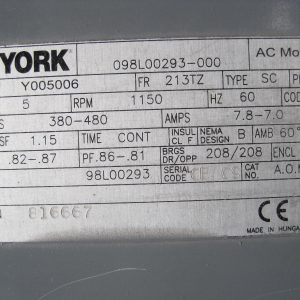 YORK 098L00293-000 AC Mo
Y005006 FR 213TZ TYPE SC
5 RPM 1150 HZ 60 C
S 380-480 AMPS 7.8-7.0
SF 1.15 TIME CONT INSUL CL F NEMA DESIGN B AMB 60
.82-.87 PF .86-.81 BRGS DR/OPP 208/208 ENCL
98L00293 SERIAL CODE CAT NO. A.O.
816667 CE
MADE IN HUNGA